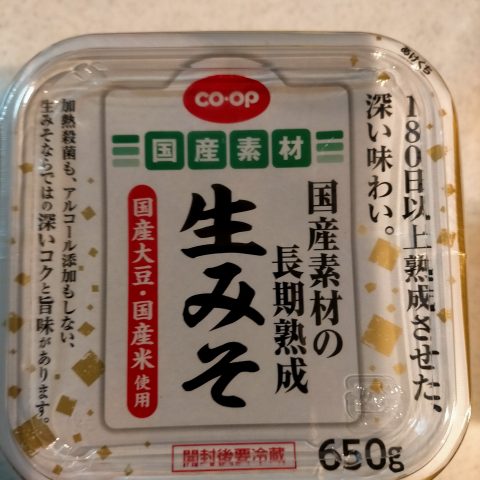 あけくち
CO·OP
国産素材
180日以上熟成させた、
深い味わい。
国産素材の
長期熟成
生みそ
国産大豆・国産米使用
加熱殺菌も、アルコール添加もしない、
生みそならではの深いコクと旨味があります。
開封後要冷蔵
650g